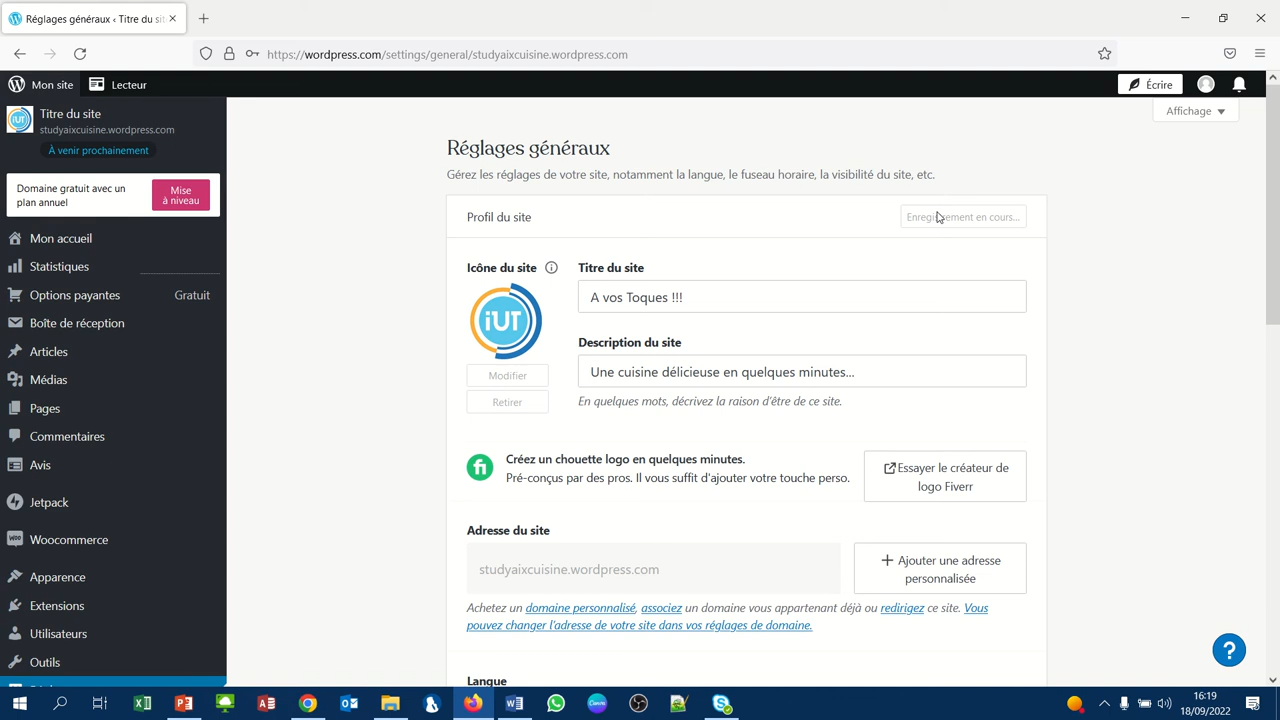 Réglages généraux ‹ Titre du sit
https://wordpress.com/settings/general/studyaixcuisine.wordpress.com
Mon site
Lecteur
Écrire
Titre du site
studyaixcuisine.wordpress.com
À venir prochainement
Affichage
Domaine gratuit avec un
plan annuel
Mise
à niveau
Mon accueil
Statistiques
Options payantes
Gratuit
Boîte de réception
Articles
Médias
Pages
Commentaires
Avis
Jetpack
Woocommerce
Apparence
Extensions
Utilisateurs
Outils
Réglages généraux
Gérez les réglages de votre site, notamment la langue, le fuseau horaire, la visibilité du site, etc.
Profil du site
Enregistrement en cours...
Icône du site
iUT
Modifier
Retirer
Titre du site
A vos Toques !!!
Description du site
Une cuisine délicieuse en quelques minutes...
En quelques mots, décrivez la raison d'être de ce site.
fi
Créez un chouette logo en quelques minutes.
Pré-conçus par des pros. Il vous suffit d'ajouter votre touche perso.
Essayer le créateur de
logo Fiverr
Adresse du site
studyaixcuisine.wordpress.com
Ajouter une adresse
personnalisée
Achetez un domaine personnalisé, associez un domaine vous appartenant déjà ou redirigez ce site. Vous
pouvez changer l'adresse de votre site dans vos réglages de domaine.
Langue
16:19
18/09/2022